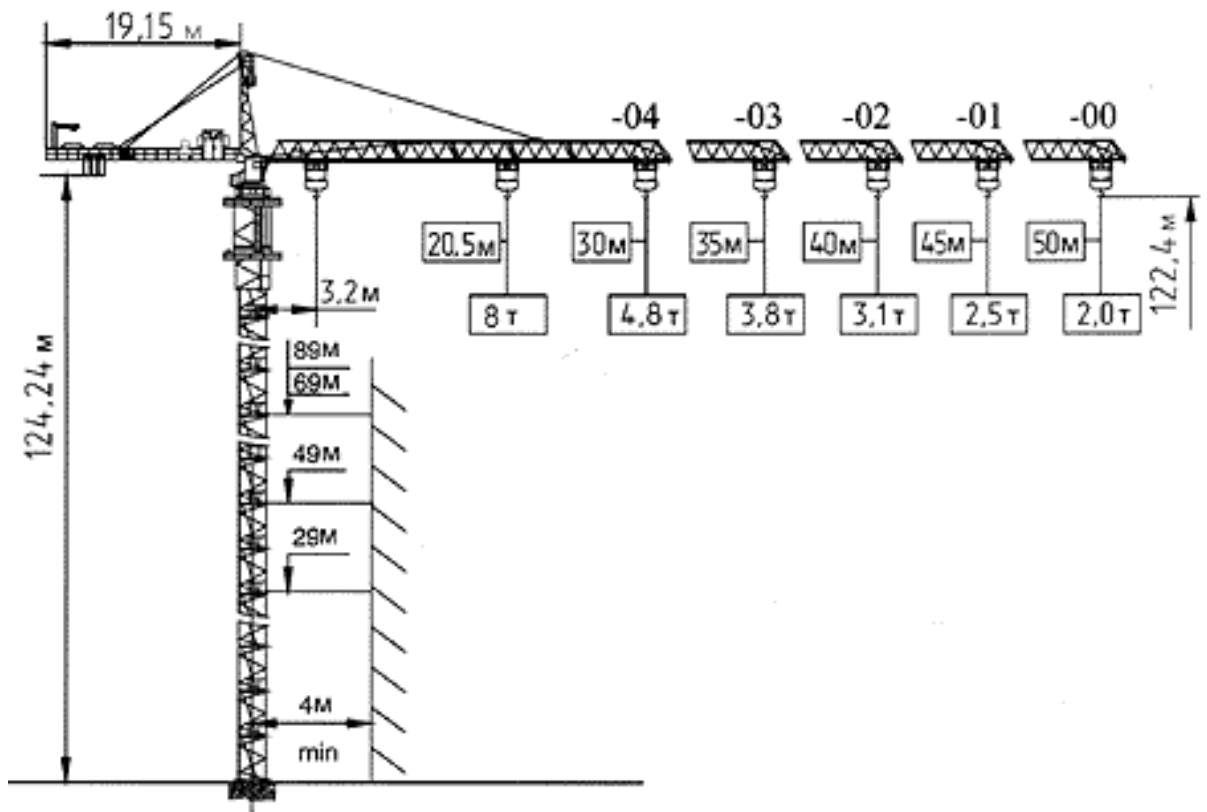 19,15 м
-04 -03 -02 -01 -00
20.5м 30м 35м 40м 45м 50м
122,4 м
3,2 м
8 т 4,8 т 3,8 т 3,1 т 2,5 т 2,0 т
89м
69м
124.24 м
49м
29м
4м
min